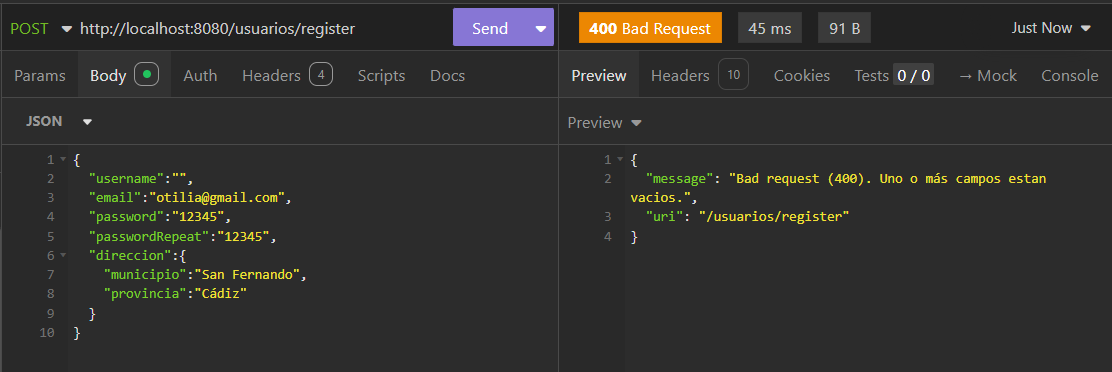 POST http://localhost:8080/usuarios/register Send 400 Bad Request 45 ms 91 B Just Now
Params Body Auth Headers 4 Scripts Docs
Preview Headers 10 Cookies Tests 0 / 0 → Mock Console
JSON
Preview
1 {
2 "username":"",
3 "email":"otilia@gmail.com",
4 "password":"12345",
5 "passwordRepeat":"12345",
6 "direccion":{
7 "municipio":"San Fernando",
8 "provincia":"Cádiz"
9 }
10 }
1 {
2 "message": "Bad request (400). Uno o más campos estan
vacios.",
3 "uri": "/usuarios/register"
4 }